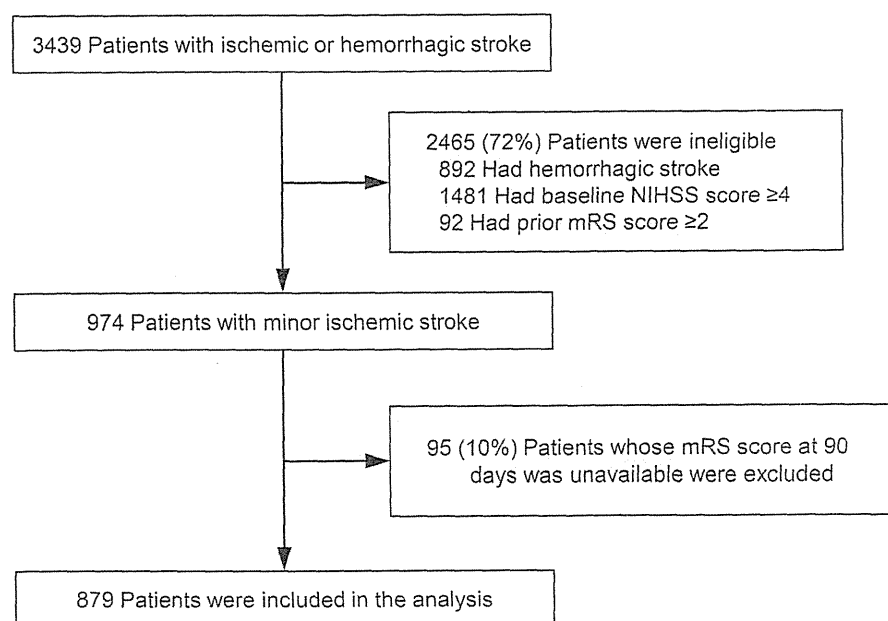 3439 Patients with ischemic or hemorrhagic stroke
2465 (72%) Patients were ineligible
892 Had hemorrhagic stroke
1481 Had baseline NIHSS score ≥4
92 Had prior mRS score ≥2
974 Patients with minor ischemic stroke
95 (10%) Patients whose mRS score at 90
days was unavailable were excluded
879 Patients were included in the analysis